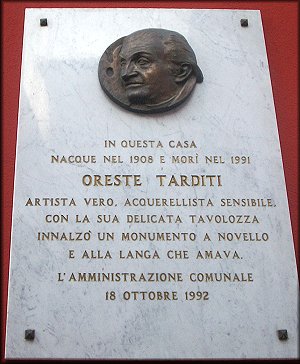 IN QUESTA CASA
NACQUE NEL 1908 E MORÌ NEL 1991
ORESTE TARDITI
ARTISTA VERO, ACQUERELLISTA SENSIBILE,
CON LA SUA DELICATA TAVOLOZZA
INNALZO' UN MONUMENTO A NOVELLO
E ALLA LANGA CHE AMAVA.
L'AMMINISTRAZIONE COMUNALE
18 OTTOBRE 1992